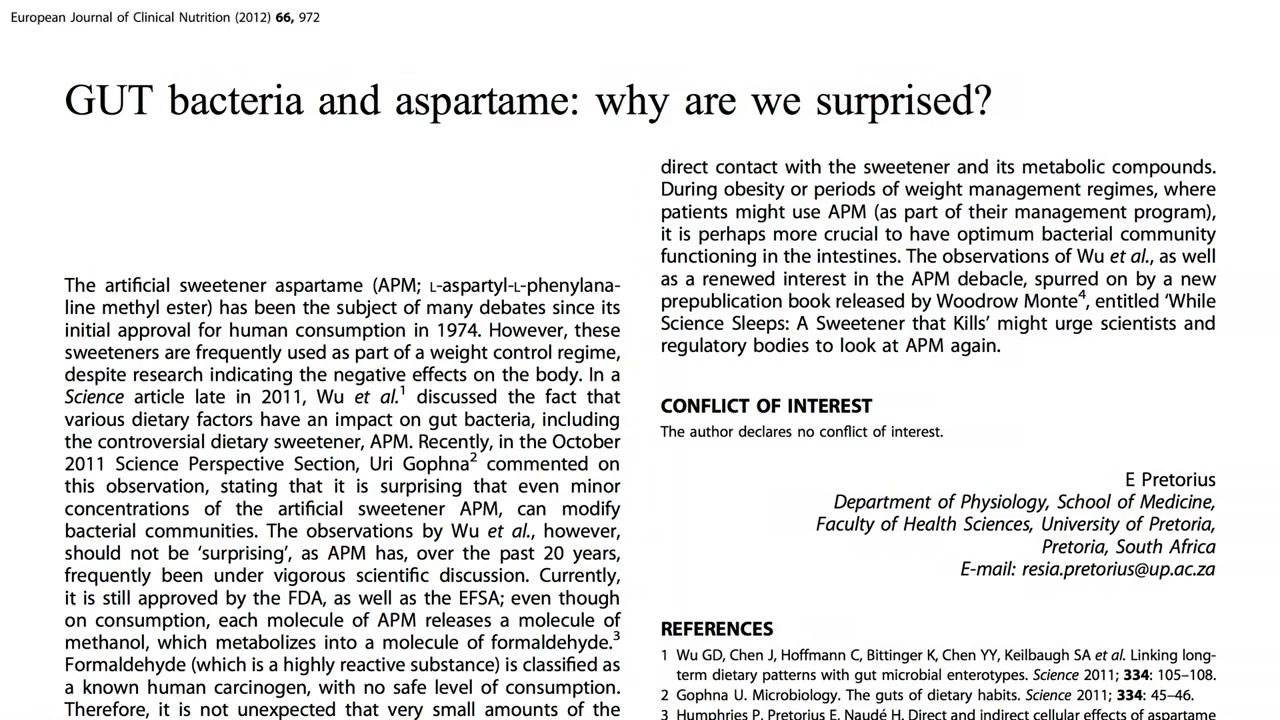 European Journal of Clinical Nutrition (2012) 66, 972
GUT bacteria and aspartame: why are we surprised?
The artificial sweetener aspartame (APM; L-aspartyl-L-phenylana-
line methyl ester) has been the subject of many debates since its
initial approval for human consumption in 1974. However, these
sweeteners are frequently used as part of a weight control regime,
despite research indicating the negative effects on the body. In a
Science article late in 2011, Wu et al.1 discussed the fact that
various dietary factors have an impact on gut bacteria, including
the controversial dietary sweetener, APM. Recently, in the October
2011 Science Perspective Section, Uri Gophna2 commented on
this observation, stating that it is surprising that even minor
concentrations of the artificial sweetener APM, can modify
bacterial communities. The observations by Wu et al., however,
should not be ‘surprising’, as APM has, over the past 20 years,
frequently been under vigorous scientific discussion. Currently,
it is still approved by the FDA, as well as the EFSA; even though
on consumption, each molecule of APM releases a molecule of
methanol, which metabolizes into a molecule of formaldehyde.3
Formaldehyde (which is a highly reactive substance) is classified as
a known human carcinogen, with no safe level of consumption.
Therefore, it is not unexpected that very small amounts of the
direct contact with the sweetener and its metabolic compounds.
During obesity or periods of weight management regimes, where
patients might use APM (as part of their management program),
it is perhaps more crucial to have optimum bacterial community
functioning in the intestines. The observations of Wu et al., as well
as a renewed interest in the APM debacle, spurred on by a new
prepublication book released by Woodrow Monte4, entitled ‘While
Science Sleeps: A Sweetener that Kills’ might urge scientists and
regulatory bodies to look at APM again.
CONFLICT OF INTEREST
The author declares no conflict of interest.
E Pretorius
Department of Physiology, School of Medicine,
Faculty of Health Sciences, University of Pretoria,
Pretoria, South Africa
E-mail: resia.pretorius@up.ac.za
REFERENCES
1 Wu GD, Chen J, Hoffmann C, Bittinger K, Chen YY, Keilbaugh SA et al. Linking long-
term dietary patterns with gut microbial enterotypes. Science 2011; 334: 105–108.
2 Gophna U. Microbiology. The guts of dietary habits. Science 2011; 334: 45–46.
3 Humphries P, Pretorius E, Naudé H. Direct and indirect cellular effects of aspartame